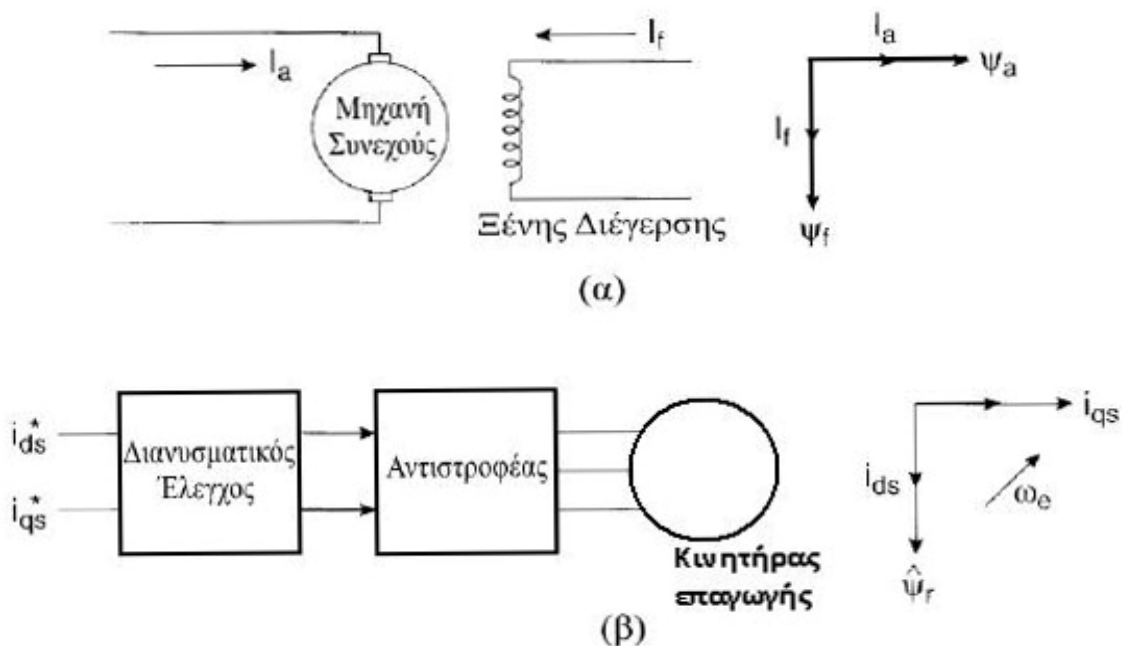 I_a
Μηχανή
Συνεχούς
I_f
Ξένης Διέγερσης
I_a
ψ_a
I_f
ψ_f
(α)
i_ds^*
i_qs^*
Διανυσματικός
Έλεγχος
Αντιστροφέας
Κινητήρας
επαγωγής
i_qs
i_ds
ω_e
ψ̂_r
(β)